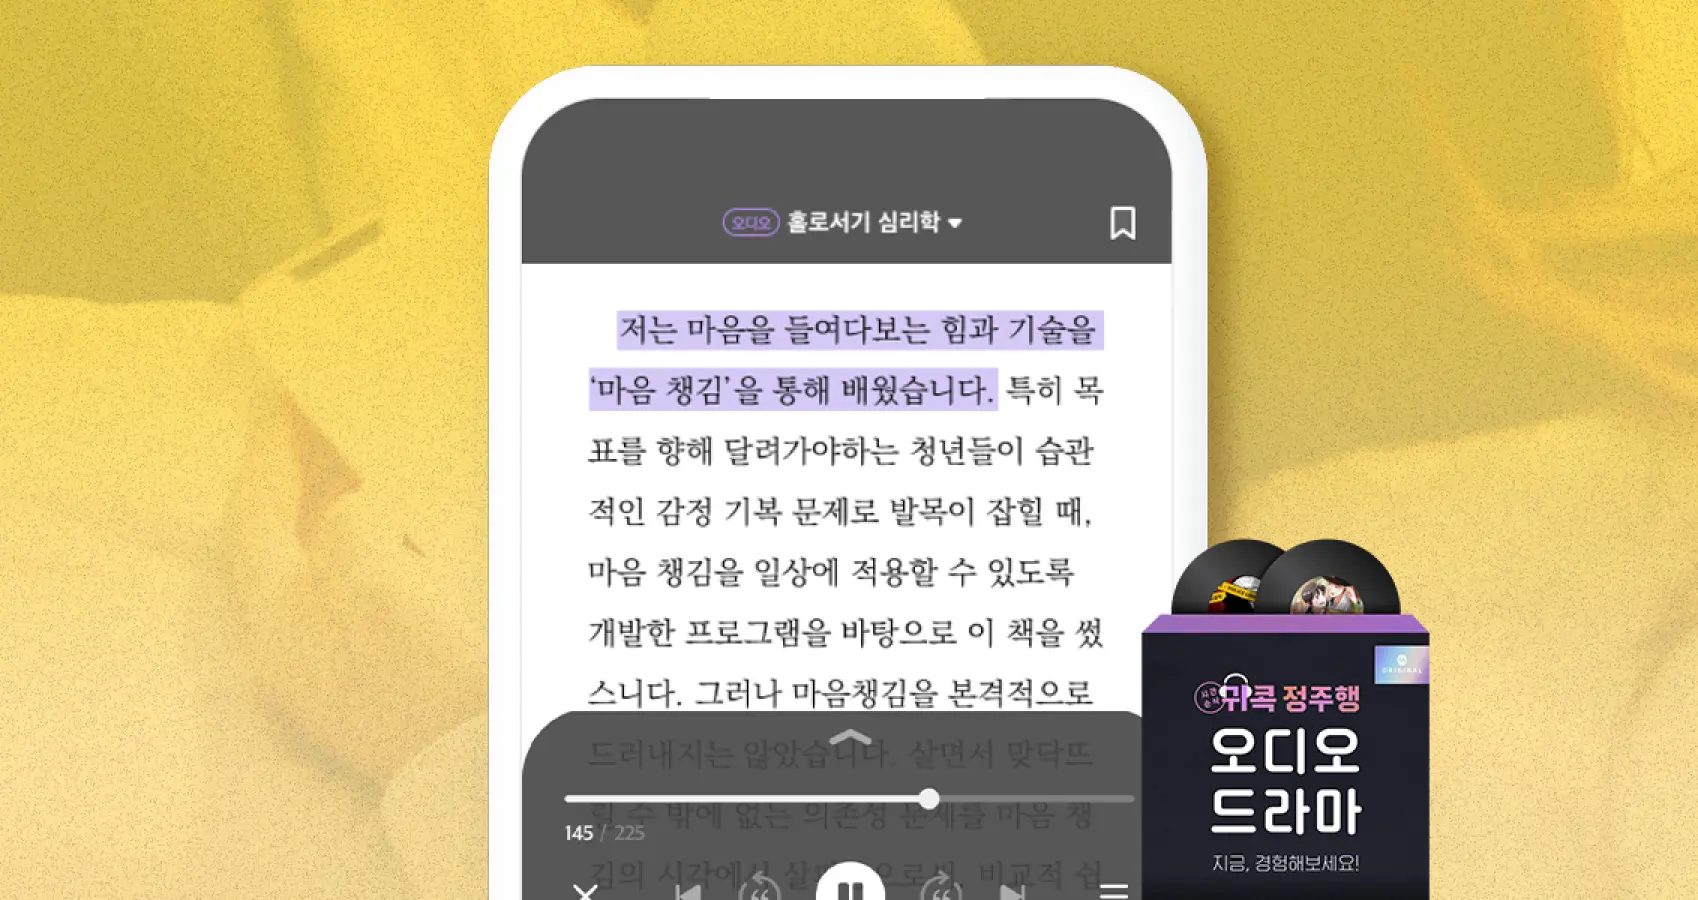 오디오 홀로서기 심리학
저는 마음을 들여다보는 힘과 기술을
‘마음 챙김’을 통해 배웠습니다. 특히 목
표를 향해 달려가야하는 청년들이 습관
적인 감정 기복 문제로 발목이 잡힐 때,
마음 챙김을 일상에 적용할 수 있도록
개발한 프로그램을 바탕으로 이 책을 썼
스니다. 그러나 마음챙김을 본격적으로
드러내지는 않았습니다. 살면서 맞닥뜨
릴 수 밖에 없는 의존성 문제를 마음 챙
145 / 225
김의 시각에서 비교적 쉽
ORIGINAL
귀콕 정주행
오디오
드라마
지금, 경험해보세요!